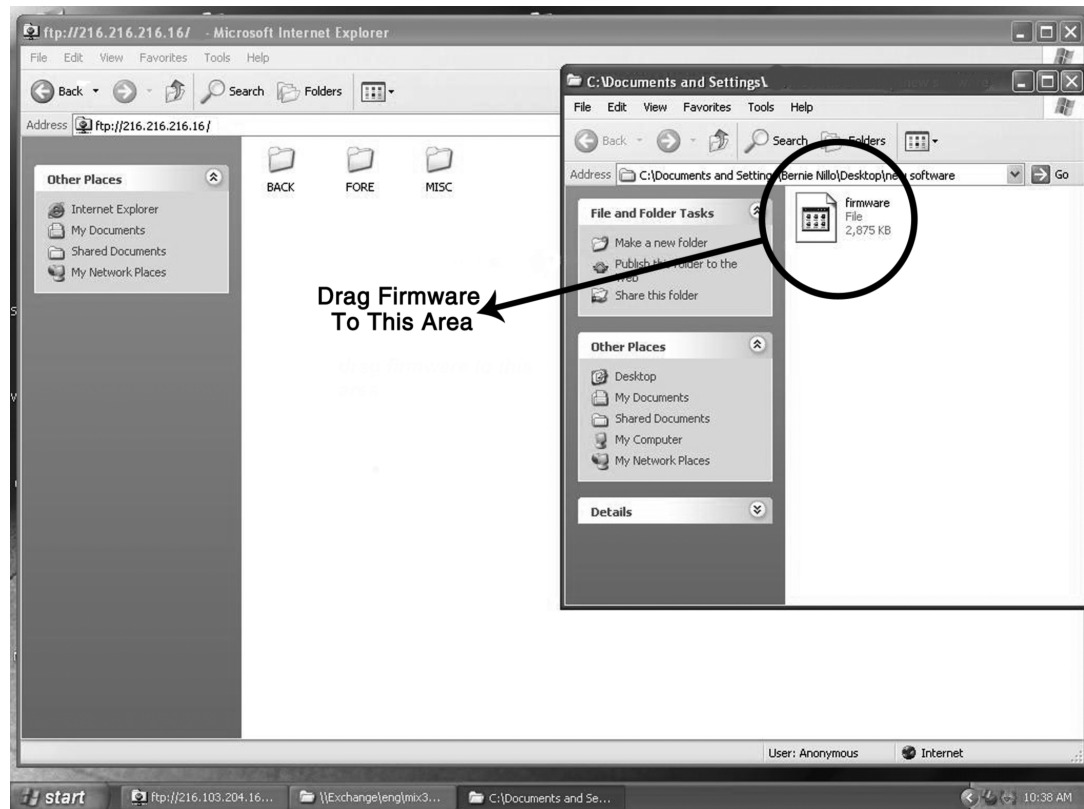 ftp://216.216.216.16/ - Microsoft Internet Explorer
File Edit View Favorites Tools Help
Back Search Folders
Address ftp://216.216.216.16/
Other Places
Internet Explorer
My Documents
Shared Documents
My Network Places
BACK FORE MISC
Drag Firmware
To This Area
C:\Documents and Settings\
File Edit View Favorites Tools Help
Back Search Folders
Address C:\Documents and Settings\Bernie Nillo\Desktop\new software Go
File and Folder Tasks
Make a new folder
Publish this folder to the
Web
Share this folder
Other Places
Desktop
My Documents
Shared Documents
My Computer
My Network Places
Details
firmware
File
2,875 KB
User: Anonymous Internet
start ftp://216.103.204.16... \\Exchange\eng\mix3... C:\Documents and Se... 10:38 AM